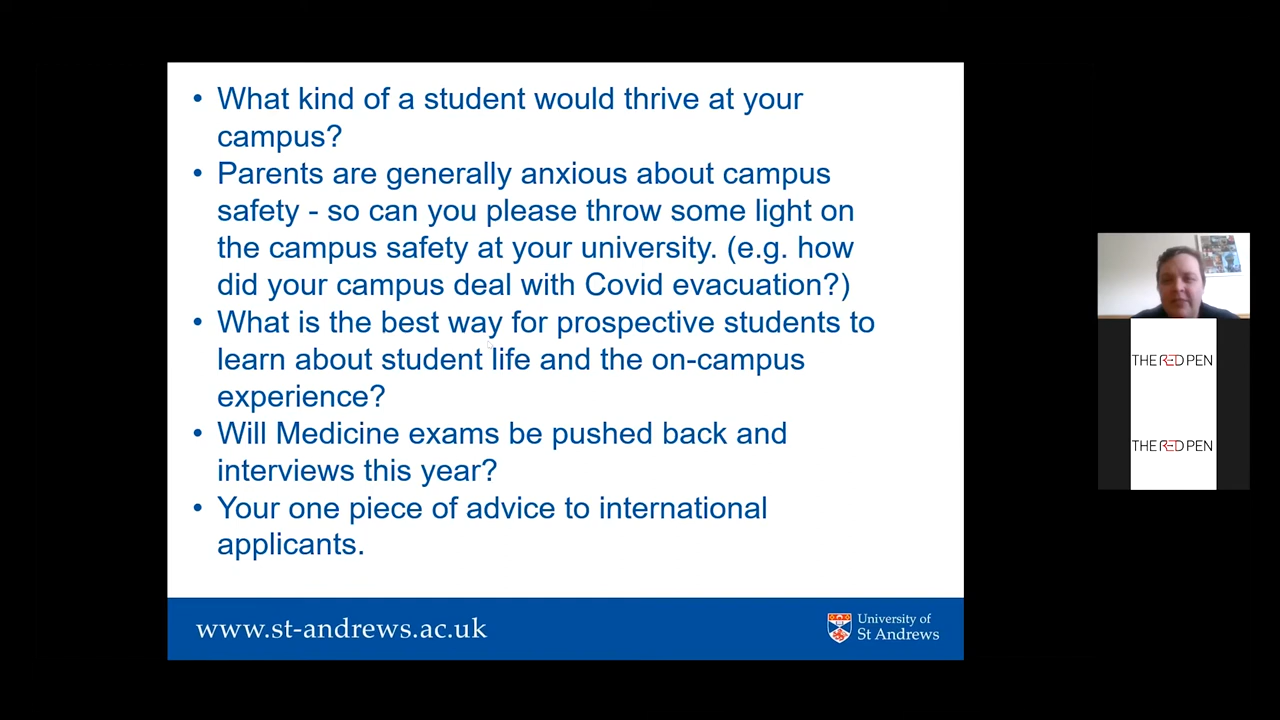 • What kind of a student would thrive at your
campus?
• Parents are generally anxious about campus
safety - so can you please throw some light on
the campus safety at your university. (e.g. how
did your campus deal with Covid evacuation?)
• What is the best way for prospective students to
learn about student life and the on-campus
experience?
• Will Medicine exams be pushed back and
interviews this year?
• Your one piece of advice to international
applicants.
www.st-andrews.ac.uk
University of
St Andrews
THE RED PEN
THE RED PEN